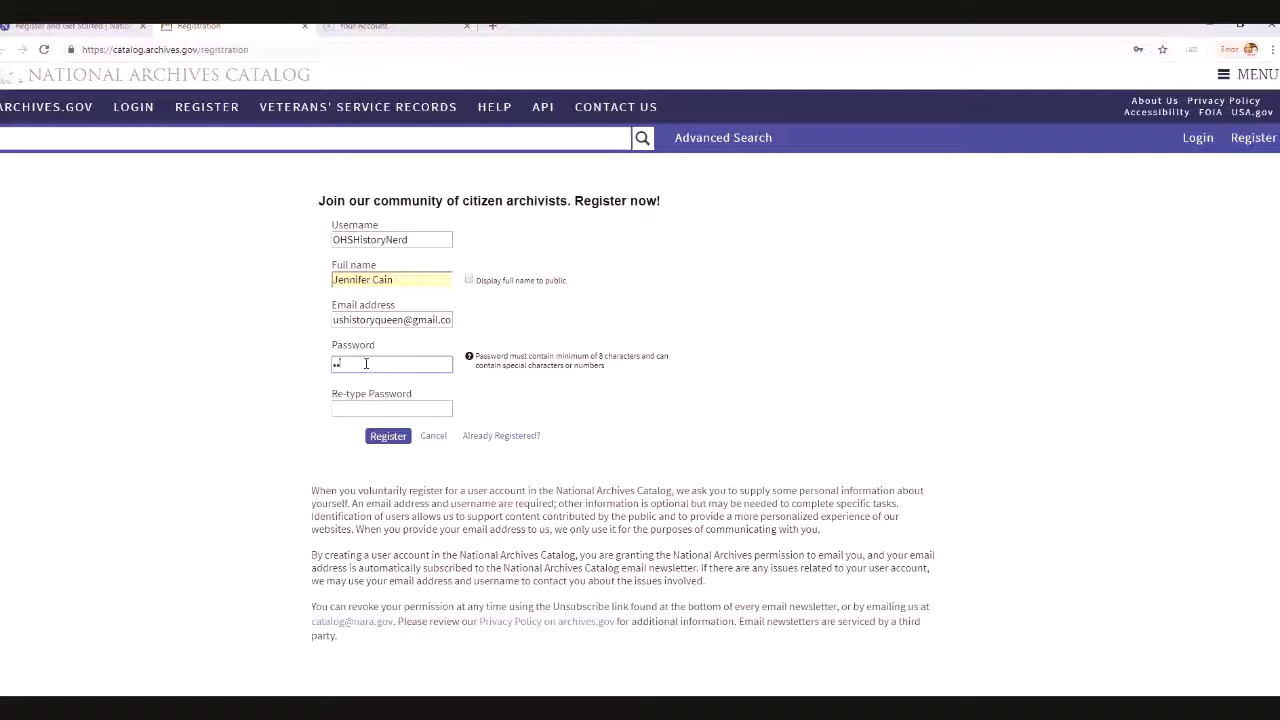 Register and Get Started | Natio
Registration
Your Account
https://catalog.archives.gov/registration
Error
NATIONAL ARCHIVES CATALOG
MENU
ARCHIVES.GOV LOGIN REGISTER VETERANS' SERVICE RECORDS HELP API CONTACT US
About Us Privacy Policy
Accessibility FOIA USA.gov
Advanced Search
Login Register
Join our community of citizen archivists. Register now!
Username
OHSHistoryNerd
Full name
Jennifer Cain
Display full name to public
Email address
ushistoryqueen@gmail.co
Password
Password must contain minimum of 8 characters and can
contain special characters or numbers
Re-type Password
Register Cancel Already Registered?
When you voluntarily register for a user account in the National Archives Catalog, we ask you to supply some personal information about
yourself. An email address and username are required; other information is optional but may be needed to complete specific tasks.
Identification of users allows us to support content contributed by the public and to provide a more personalized experience of our
websites. When you provide your email address to us, we only use it for the purposes of communicating with you.
By creating a user account in the National Archives Catalog, you are granting the National Archives permission to email you, and your email
address is automatically subscribed to the National Archives Catalog email newsletter. If there are any issues related to your user account,
we may use your email address and username to contact you about the issues involved.
You can revoke your permission at any time using the Unsubscribe link found at the bottom of every email newsletter, or by emailing us at
catalog@nara.gov. Please review our Privacy Policy on archives.gov for additional information. Email newsletters are serviced by a third
party.